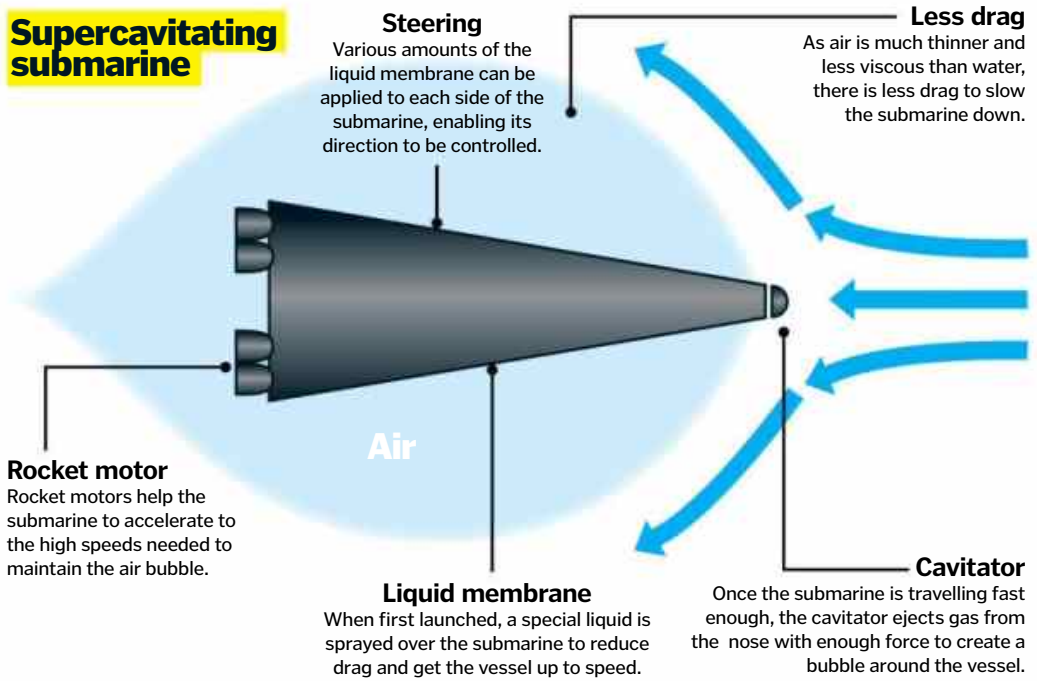 Supercavitating
submarine
Steering
Various amounts of the
liquid membrane can be
applied to each side of the
submarine, enabling its
direction to be controlled.
Less drag
As air is much thinner and
less viscous than water,
there is less drag to slow
the submarine down.
Air
Rocket motor
Rocket motors help the
submarine to accelerate to
the high speeds needed to
maintain the air bubble.
Liquid membrane
When first launched, a special liquid is
sprayed over the submarine to reduce
drag and get the vessel up to speed.
Cavitator
Once the submarine is travelling fast
enough, the cavitator ejects gas from
the nose with enough force to create a
bubble around the vessel.